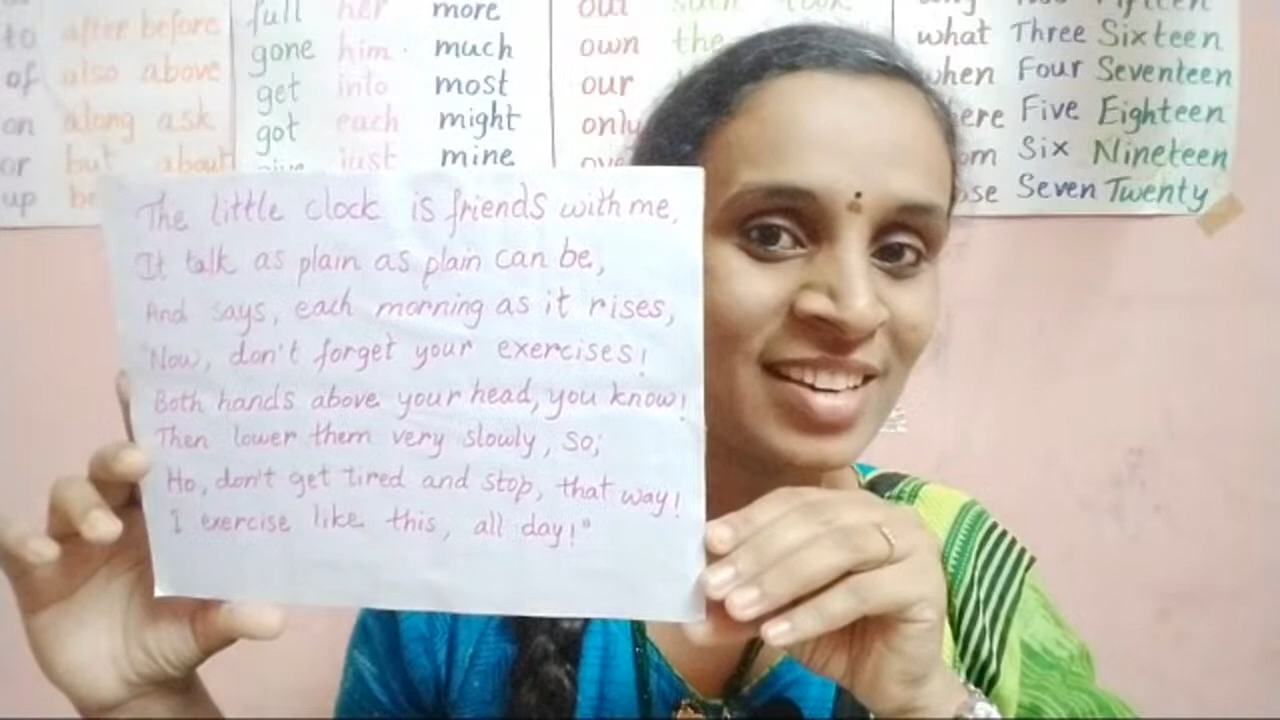 to after before
of also above
on along ask
or but about
up be
full her more
gone him much
get into most
got each might
just mine
out such took
own the
our
only
what Three Sixteen
when Four Seventeen
Five Eighteen
Six Nineteen
Seven Twenty
The little clock is friends with me,
It talk as plain as plain can be,
And says, each morning as it rises,
"Now, don't forget your exercises!
Both hands above your head, you know!
Then lower them very slowly, so;
Ho, don't get tired and stop, that way!
I exercise like this, all day!"